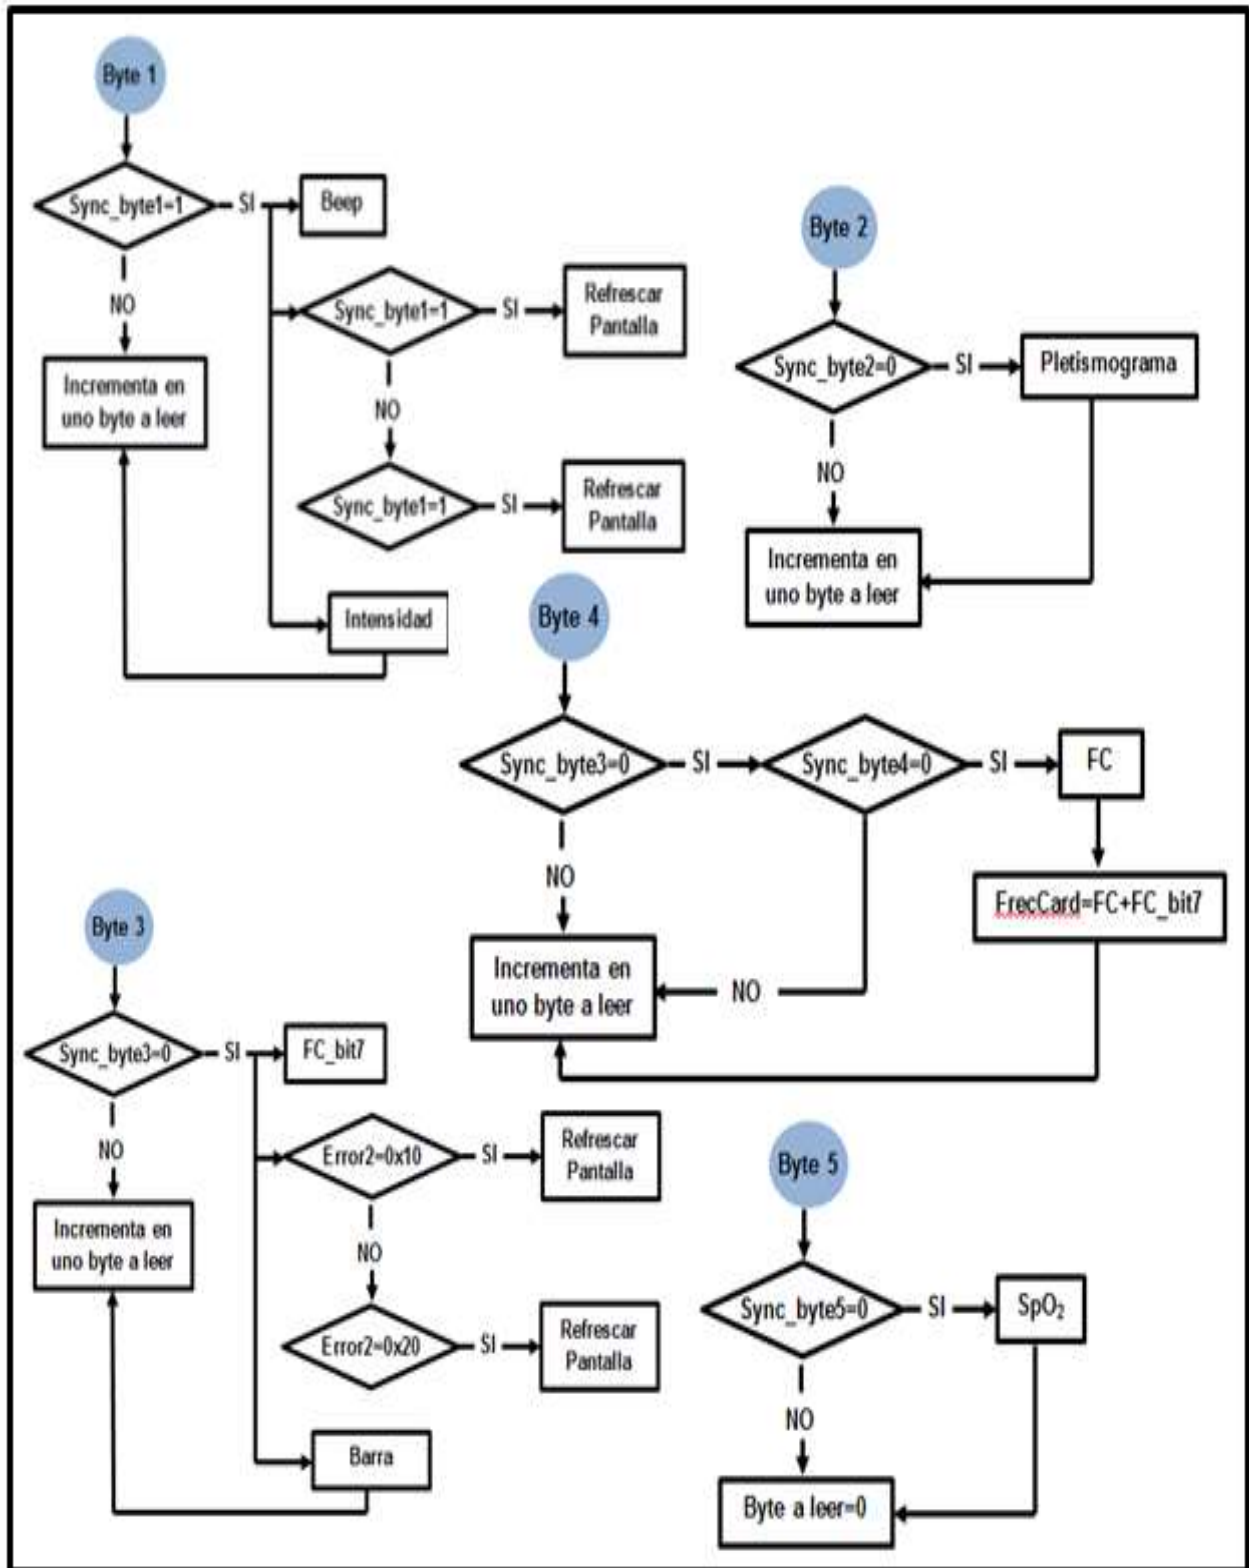 Byte 1
Sync_byte1=1
SI
Beep
NO
Incrementa en
uno byte a leer
Sync_byte1=1
SI
Refrescar
Pantalla
NO
Sync_byte1=1
SI
Refrescar
Pantalla
Intensidad
Byte 2
Sync_byte2=0
SI
Pletismograma
NO
Incrementa en
uno byte a leer
Byte 4
Sync_byte3=0
SI
Sync_byte4=0
SI
FC
NO
FrecCard=FC+FC_bit7
Incrementa en
uno byte a leer
NO
Byte 3
Sync_byte3=0
SI
FC_bit7
NO
Incrementa en
uno byte a leer
Error2=0x10
SI
Refrescar
Pantalla
NO
Error2=0x20
SI
Refrescar
Pantalla
Barra
Byte 5
Sync_byte5=0
SI
SpO₂
NO
Byte a leer=0